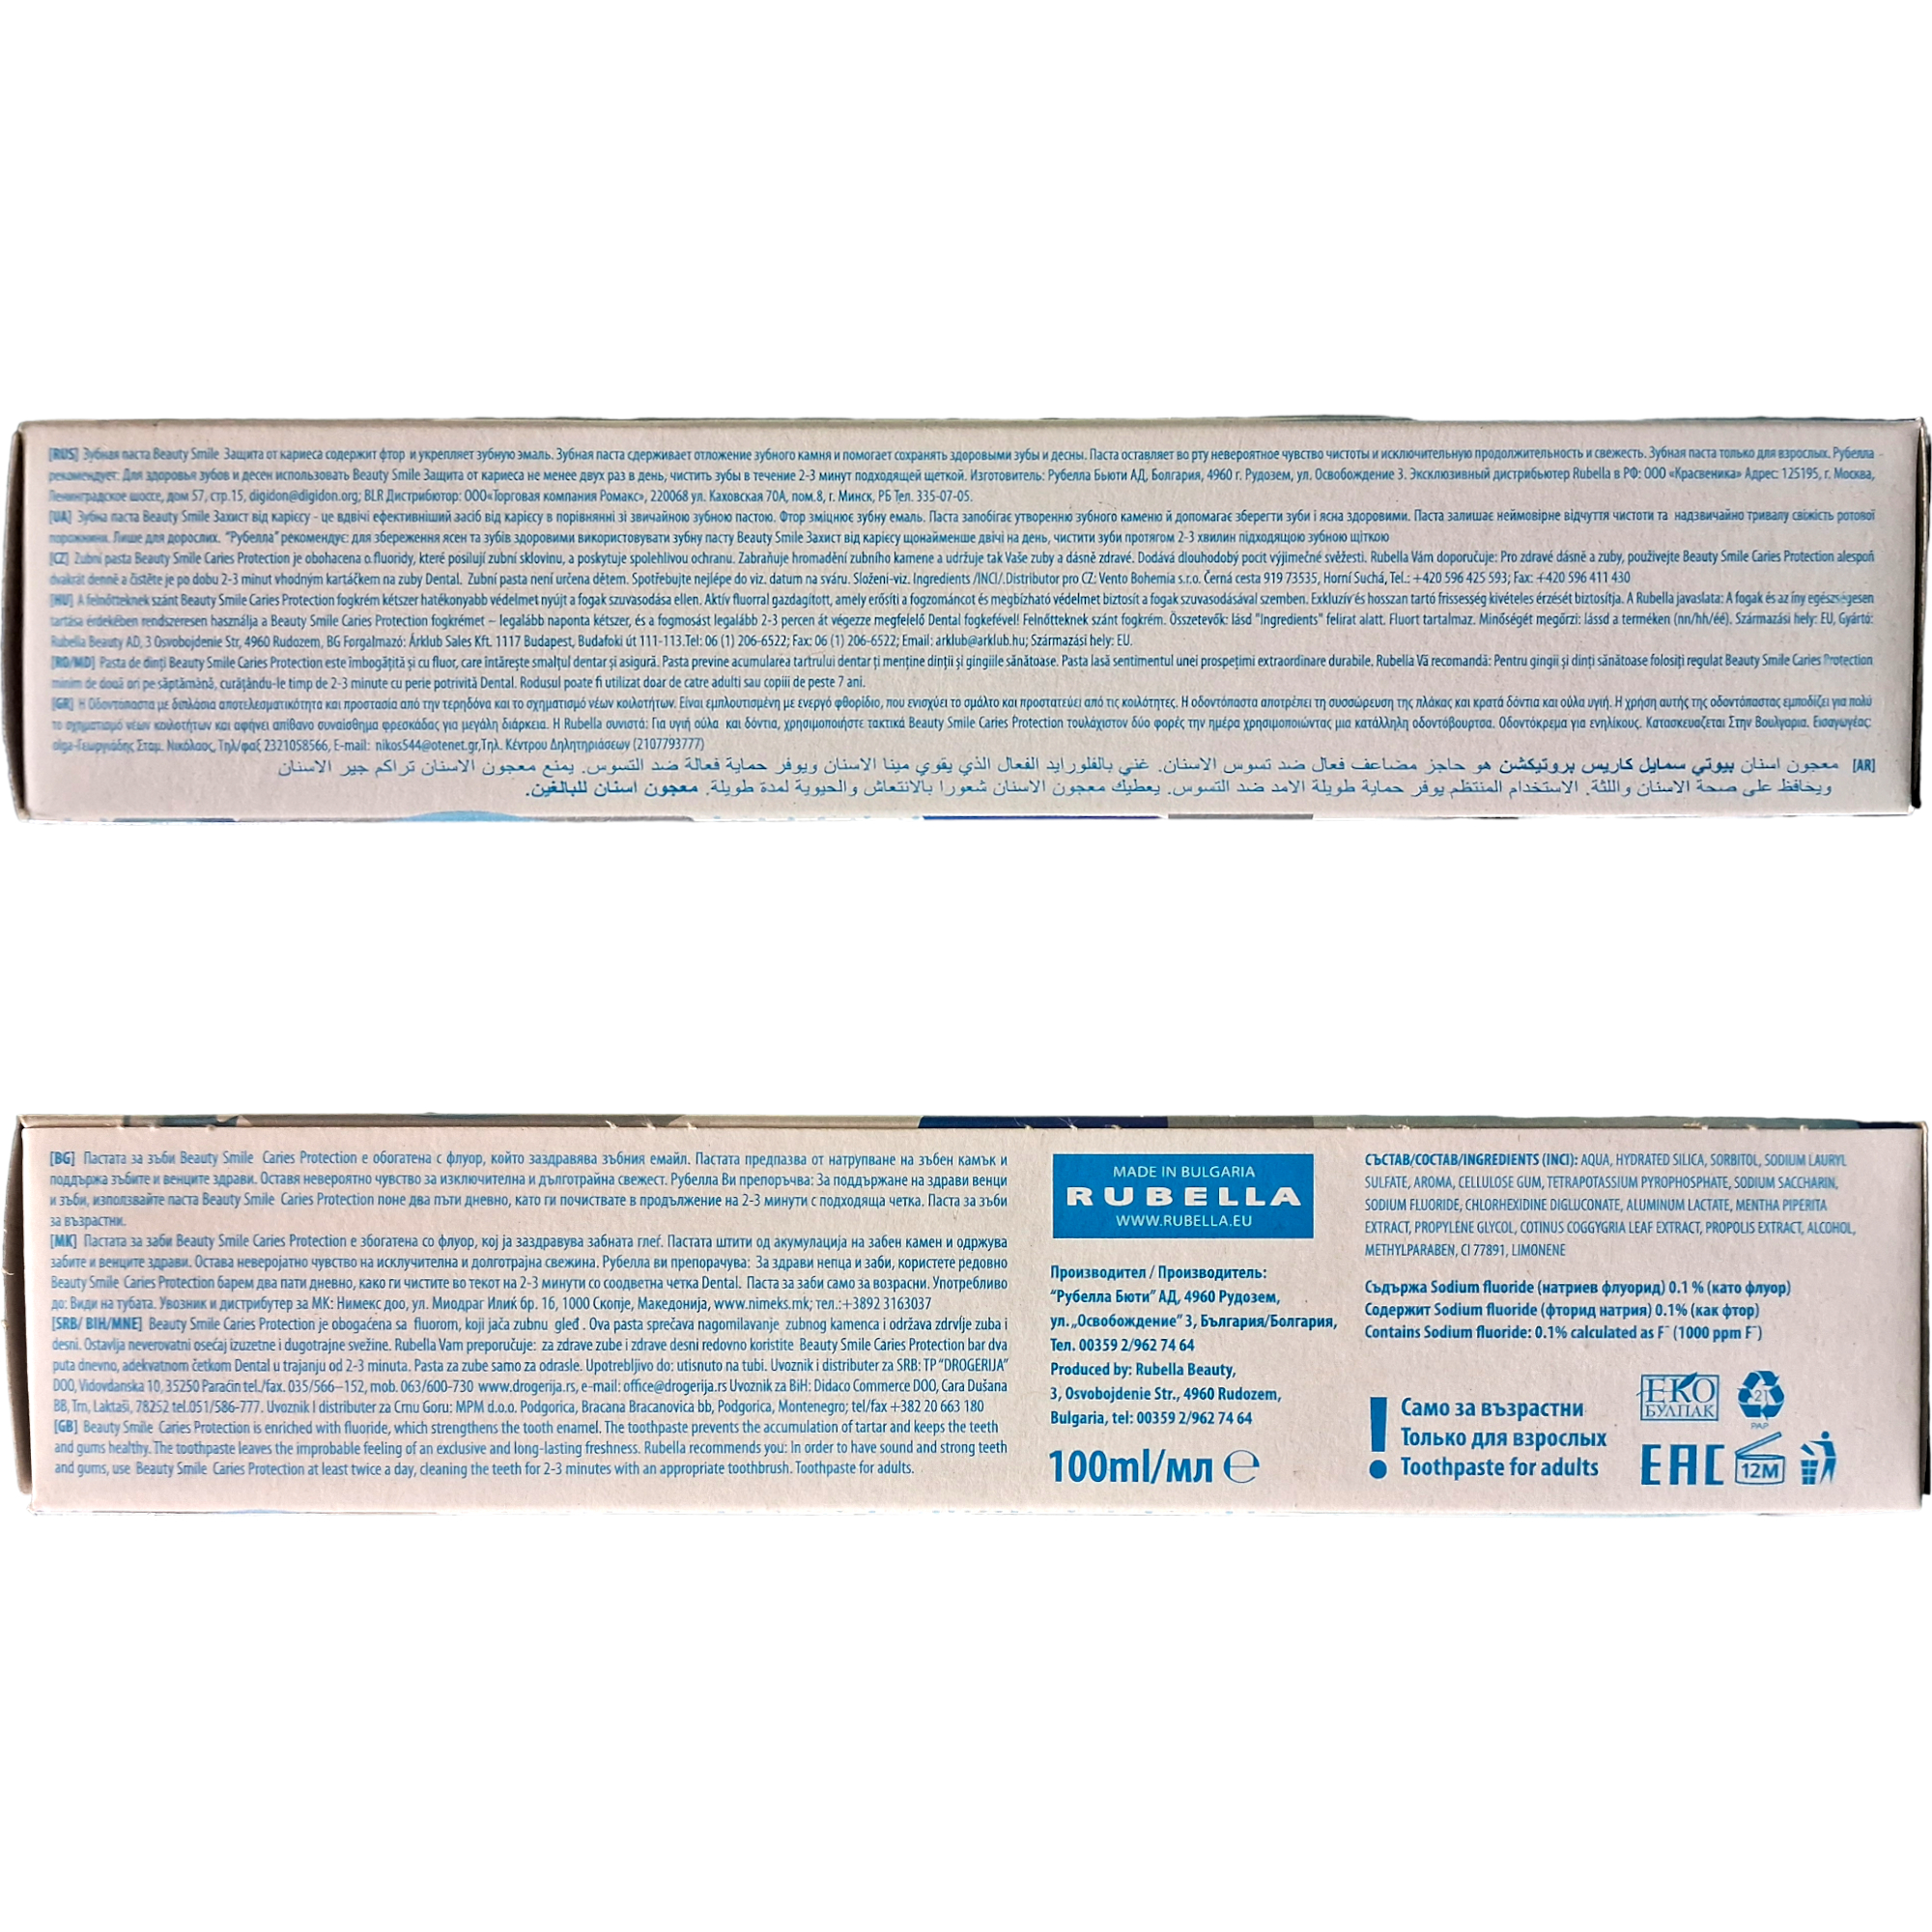 [RUS] Зубная паста Beauty Smile Защита от кариеса содержит фтор и укрепляет зубную эмаль. Зубная паста сдерживает отложение зубного камня и помогает сохранять здоровыми зубы и десны. Паста оставляет во рту невероятное чувство чистоты и исключительную продолжительность и свежесть. Зубная паста только для взрослых. Рубелла
рекомендует: Для здоровья зубов и десен использовать Beauty Smile Защита от кариеса не менее двух раз в день, чистить зубы в течение 2-3 минут подходящей щеткой. Изготовитель: Рубелла Бьюти АД, Болгария, 4960 г. Рудозем, ул. Освобождение 3. Эксклюзивный дистрибьютер Rubella в РФ: ООО «Красвеника» Адрес: 125195, г. Москва,
Ленинградское шоссе, дом 57, стр.15, digidon@digidon.org; BLR Дистрибютор: ООО«Торговая компания Ромакс», 220068 ул. Каховская 70А, пом.8, г. Минск, РБ Тел. 335-07-05.
[UA] Зубна паста Beauty Smile Захист від карієсу - це вдвічі ефективніший засіб від карієсу в порівнянні зі звичайною зубною пастою. Фтор зміцнює зубну емаль. Паста запобігає утворенню зубного каменю й допомагає зберегти зуби і ясна здоровими. Паста залишає неймовірне відчуття чистоти та надзвичайно тривалу свіжість ротової
порожнини. Лише для дорослих. "Рубелла" рекомендує: для збереження ясен та зубів здоровими використовувати зубну пасту Beauty Smile Захист від карієсу щонайменше двічі на день, чистити зуби протягом 2-3 хвилин підходящою зубною щіткою
[CZ] Zubní pasta Beauty Smile Caries Protection je obohacena o fluoridy, které posilují zubní sklovinu, a poskytuje spolehlivou ochranu. Zabraňuje hromadění zubního kamene a udržuje tak Vaše zuby a dásně zdravé. Dodává dlouhodobý pocit výjimečné svěžesti. Rubella Vám doporučuje: Pro zdravé dásně a zuby, používejte Beauty Smile Caries Protection alespoň
dvakrát denně a čistěte je po dobu 2-3 minut vhodným kartáčkem na zuby Dental. Zubní pasta není určena dětem. Spotřebujte nejlépe do viz. datum na sváru. Složení-viz. Ingredients /INCI/.Distributor pro CZ: Vento Bohemia s.r.o. Černá cesta 919 73535, Horní Suchá, Tel.: +420 596 425 593; Fax: +420 596 411 430
[HU] A felnőtteknek szánt Beauty Smile Caries Protection fogkrém kétszer hatékonyabb védelmet nyújt a fogak szuvasodása ellen. Aktív fluorral gazdagított, amely erősíti a fogzománcot és megbízható védelmet biztosít a fogak szuvasodásával szemben. Exkluzív és hosszan tartó frissesség kivételes érzését biztosítja. A Rubella javaslata: A fogak és az íny egészségesen
tartása érdekében rendszeresen használja a Beauty Smile Caries Protection fogkrémet – legalább naponta kétszer, és a fogmosást legalább 2-3 percen át végezze megfelelő Dental fogkefével! Felnőtteknek szánt fogkrém. Összetevők: lásd "Ingredients" felirat alatt. Fluort tartalmaz. Minőségét megőrzi: lássd a terméken (nn/hh/éé). Származási hely: EU, Gyártó:
Rubella Beauty AD, 3 Osvobojdenie Str, 4960 Rudozem, BG Forgalmazó: Árklub Sales Kft. 1117 Budapest, Budafoki út 111-113.Tel: 06 (1) 206-6522; Fax: 06 (1) 206-6522; Email: arklub@arklub.hu; Származási hely: EU.
[RO/MD] Pasta de dinți Beauty Smile Caries Protection este îmbogățită și cu fluor, care întărește smalțul dentar și asigură. Pasta previne acumularea tartrului dentar ți menține dinții și gingiile sănătoase. Pasta lasă sentimentul unei prospețimi extraordinare durabile. Rubella Vă recomandă: Pentru gingii și dinți sănătoase folosiți regulat Beauty Smile Caries Protection
minim de două ori pe săptămână, curățându-le timp de 2-3 minute cu perie potrivită Dental. Rodusul poate fi utilizat doar de catre adulti sau copiii de peste 7 ani.
[GR] Η Οδοντόπαστα με διπλάσια αποτελεσματικότητα και προστασία από την τερηδόνα και το σχηματισμό νέων κοιλοτήτων. Είναι εμπλουτισμένη με ενεργό φθορίδιο, που ενισχύει το σμάλτο και προστατεύει από τις κοιλότητες. Η οδοντόπαστα αποτρέπει τη συσσώρευση της πλάκας και κρατά δόντια και ούλα υγιή. Η χρήση αυτής της οδοντόπαστας εμποδίζει για πολύ
το σχηματισμό νέων κοιλοτήτων και αφήνει απίθανο συναίσθημα φρεσκάδας για μεγάλη διάρκεια. Η Rubella συνιστά: Για υγιή ούλα και δόντια, χρησιμοποιήστε τακτικά Beauty Smile Caries Protection τουλάχιστον δύο φορές την ημέρα χρησιμοποιώντας μια κατάλληλη οδοντόβουρτσα. Οδοντόκρεμα για ενηλίκους. Κατασκευαζεται Στην Βουλγαρια. Εισαγωγέας:
olga-Γεωργιάδης Σταμ. Νικόλαος, Τηλ/φαξ 2321058566, E-mail: nikos544@otenet.gr,Τηλ. Κέντρου Δηλητηριάσεων (2107793777)
[AR] معجون اسنان بيوتي سمايل كاريس بروتيكشن هو حاجز مضاعف فعال ضد تسوس الاسنان. غني بالفلورايد الفعال الذي يقوي مينا الاسنان ويوفر حماية فعالة ضد التسوس. يمنع معجون الاسنان تراكم جير الاسنان
ويحافظ على صحة الاسنان واللثة. الاستخدام المنتظم يوفر حماية طويلة الامد ضد التسوس. يعطيك معجون الاسنان شعورا بالانتعاش والحيوية لمدة طويلة. معجون اسنان للبالغين.
[BG] Пастата за зъби Beauty Smile Caries Protection е обогатена с флуор, който заздравява зъбния емайл. Пастата предпазва от натрупване на зъбен камък и
поддържа зъбите и венците здрави. Оставя невероятно чувство за изключителна и дълготрайна свежест. Рубелла Ви препоръчва: За поддържане на здрави венци
и зъби, използвайте паста Beauty Smile Caries Protection поне два пъти дневно, като ги почиствате в продължение на 2-3 минути с подходяща четка. Паста за зъби
за възрастни.
[MK] Пастата за заби Beauty Smile Caries Protection е збогатена со флуор, кој ја заздравува забната глеѓ. Пастата штити од акумулација на забен камен и одржува
забите и венците здрави. Остава неверојатно чувство на исклучителна и долготрајна свежина. Рубелла ви препорачува: За здрави непца и заби, користете редовно
Beauty Smile Caries Protection барем два пати дневно, како ги чистите во текот на 2-3 минути со соодветна четка Dental. Паста за заби само за возрасни. Употребливо
до: Види на тубата. Увозник и дистрибутер за МК: Нимекс доо, ул. Миодраг Илиќ бр. 16, 1000 Скопје, Македонија, www.nimeks.mk; тел.:+3892 3163037
[SRB/ BIH/MNE] Beauty Smile Caries Protection je obogaćena sa fluorom, koji jača zubnu gleđ . Ova pasta sprečava nagomilavanje zubnog kamenca i održava zdrvlje zuba i
desni. Ostavlja neverovatni osećaj izuzetne i dugotrajne svežine. Rubella Vam preporučuje: za zdrave zube i zdrave desni redovno koristite Beauty Smile Caries Protection bar dva
puta dnevno, adekvatnom četkom Dental u trajanju od 2-3 minuta. Pasta za zube samo za odrasle. Upotrebljivo do: utisnuto na tubi. Uvoznik i distributer za SRB: TP "DROGERIJA"
DOO, Vidovdanska 10, 35250 Paraćin tel./fax. 035/566–152, mob. 063/600-730 www.drogerija.rs, e-mail: office@drogerija.rs Uvoznik za BiH: Didaco Commerce DOO, Cara Dušana
BB, Trn, Laktaši, 78252 tel.051/586-777. Uvoznik I distributer za Crnu Goru: MPM d.o.o. Podgorica, Bracana Bracanovica bb, Podgorica, Montenegro; tel/fax +382 20 663 180
[GB] Beauty Smile Caries Protection is enriched with fluoride, which strengthens the tooth enamel. The toothpaste prevents the accumulation of tartar and keeps the teeth
and gums healthy. The toothpaste leaves the improbable feeling of an exclusive and long-lasting freshness. Rubella recommends you: In order to have sound and strong teeth
and gums, use Beauty Smile Caries Protection at least twice a day, cleaning the teeth for 2-3 minutes with an appropriate toothbrush. Toothpaste for adults.
MADE IN BULGARIA
RUBELLA
WWW.RUBELLA.EU
Производител / Производитель:
"Рубелла Бюти" АД, 4960 Рудозем,
ул.„Освобождение" 3, България/Болгария,
Тел. 00359 2/962 74 64
Produced by: Rubella Beauty,
3, Osvobojdenie Str., 4960 Rudozem,
Bulgaria, tel: 00359 2/962 74 64
100ml/мл ℮
СЪСТАВ/СОСТАВ/INGREDIENTS (INCI): AQUA, HYDRATED SILICA, SORBITOL, SODIUM LAURYL
SULFATE, AROMA, CELLULOSE GUM, TETRAPOTASSIUM PYROPHOSPHATE, SODIUM SACCHARIN,
SODIUM FLUORIDE, CHLORHEXIDINE DIGLUCONATE, ALUMINUM LACTATE, MENTHA PIPERITA
EXTRACT, PROPYLENE GLYCOL, COTINUS COGGYGRIA LEAF EXTRACT, PROPOLIS EXTRACT, ALCOHOL,
METHYLPARABEN, CI 77891, LIMONENE
Съдържа Sodium fluoride (натриев флуорид) 0.1 % (като флуор)
Содержит Sodium fluoride (фторид натрия) 0.1% (как фтор)
Contains Sodium fluoride: 0.1% calculated as F⁻ (1000 ppm F⁻)
! Само за възрастни
Только для взрослых
Toothpaste for adults
ЕКО
БУЛПАК
21
PAP
EAC
12M